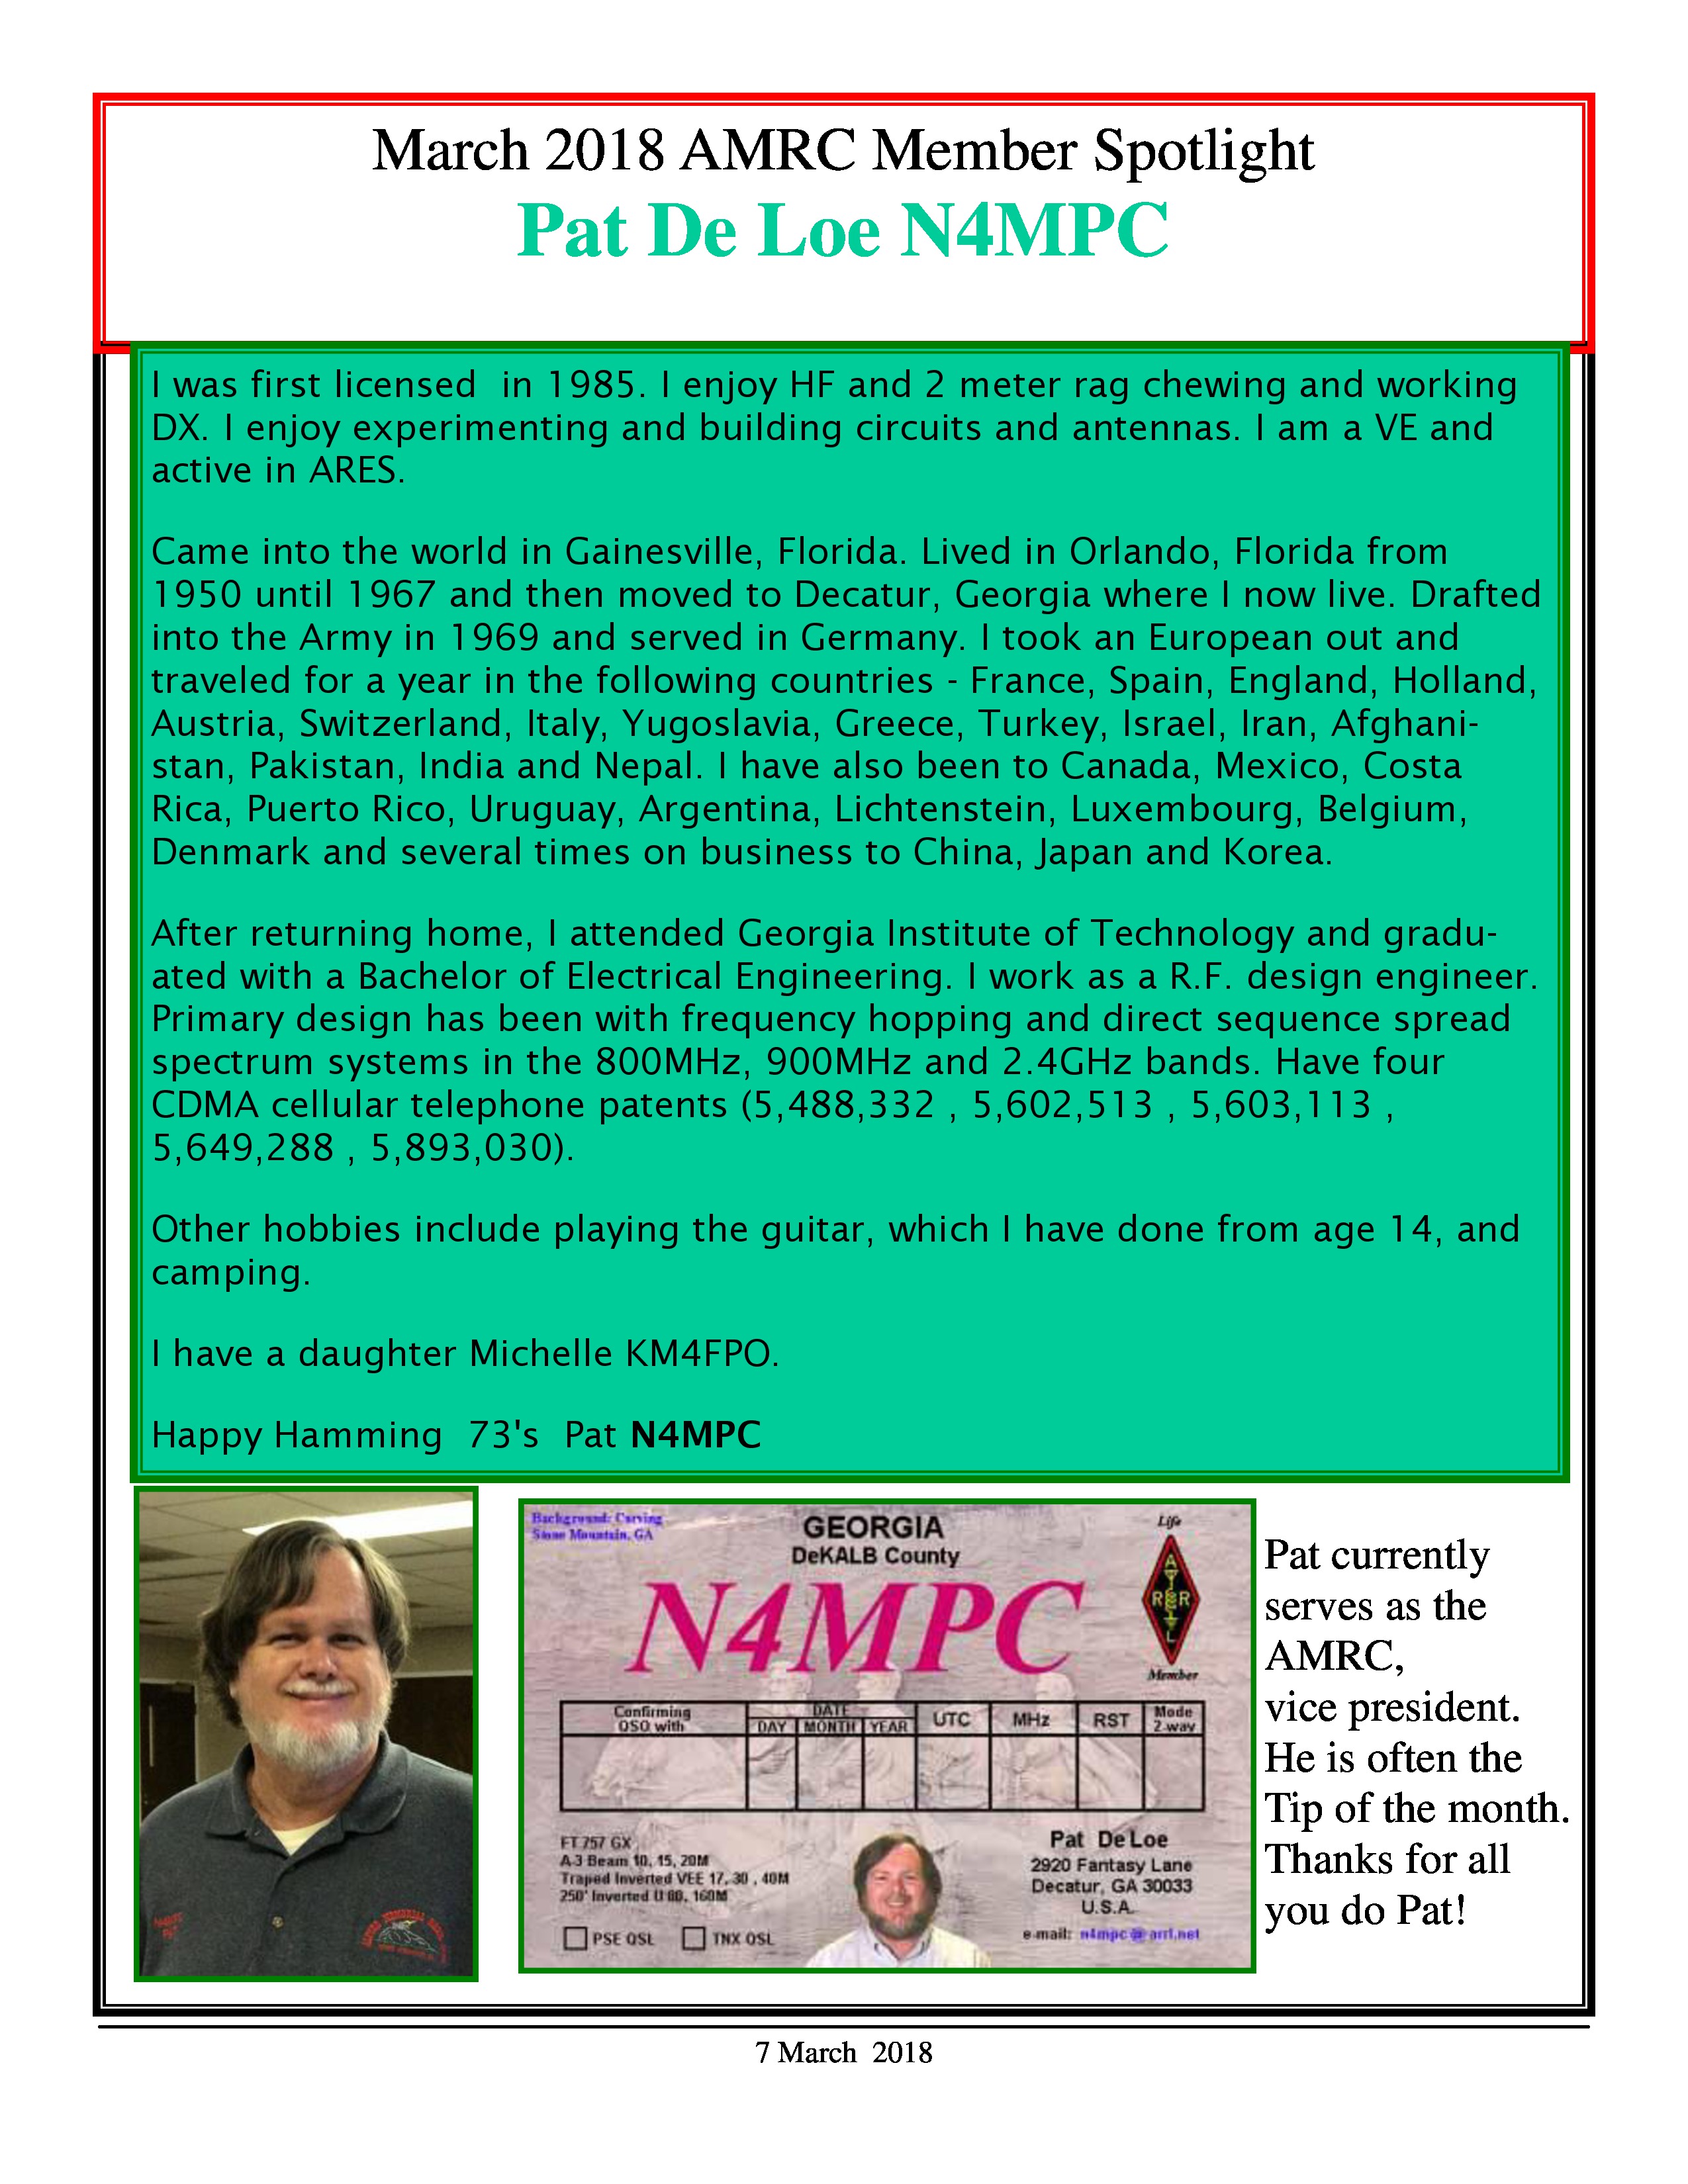 March 2018 AMRC Member Spotlight
Pat De Loe N4MPC
I was first licensed  in 1985. I enjoy HF and 2 meter rag chewing and working
DX. I enjoy experimenting and building circuits and antennas. I am a VE and
active in ARES.
Came into the world in Gainesville, Florida. Lived in Orlando, Florida from
1950 until 1967 and then moved to Decatur, Georgia where I now live. Drafted
into the Army in 1969 and served in Germany. I took an European out and
traveled for a year in the following countries - France, Spain, England, Holland,
Austria, Switzerland, Italy, Yugoslavia, Greece, Turkey, Israel, Iran, Afghani-
stan, Pakistan, India and Nepal. I have also been to Canada, Mexico, Costa
Rica, Puerto Rico, Uruguay, Argentina, Lichtenstein, Luxembourg, Belgium,
Denmark and several times on business to China, Japan and Korea.
After returning home, I attended Georgia Institute of Technology and gradu-
ated with a Bachelor of Electrical Engineering. I work as a R.F. design engineer.
Primary design has been with frequency hopping and direct sequence spread
spectrum systems in the 800MHz, 900MHz and 2.4GHz bands. Have four
CDMA cellular telephone patents (5,488,332 , 5,602,513 , 5,603,113 ,
5,649,288 , 5,893,030).
Other hobbies include playing the guitar, which I have done from age 14, and
camping.
I have a daughter Michelle KM4FPO.
Happy Hamming  73's  Pat N4MPC
Background: Carving
Stone Mountain, GA
GEORGIA
DeKALB County
N4MPC
Life
A
R R
L
Member
Confirming
QSO with
DATE
DAY MONTH YEAR
UTC
MHz
RST
Mode
2-way
FT 757 GX
A-3 Beam 10, 15, 20M
Traped Inverted VEE 17, 30 , 40M
250' Inverted U 80, 160M
PSE QSL
TNX QSL
Pat De Loe
2920 Fantasy Lane
Decatur, GA 30033
U.S.A.
e-mail: n4mpc@arrl.net
Pat currently
serves as the
AMRC,
vice president.
He is often the
Tip of the month.
Thanks for all
you do Pat!
7 March  2018